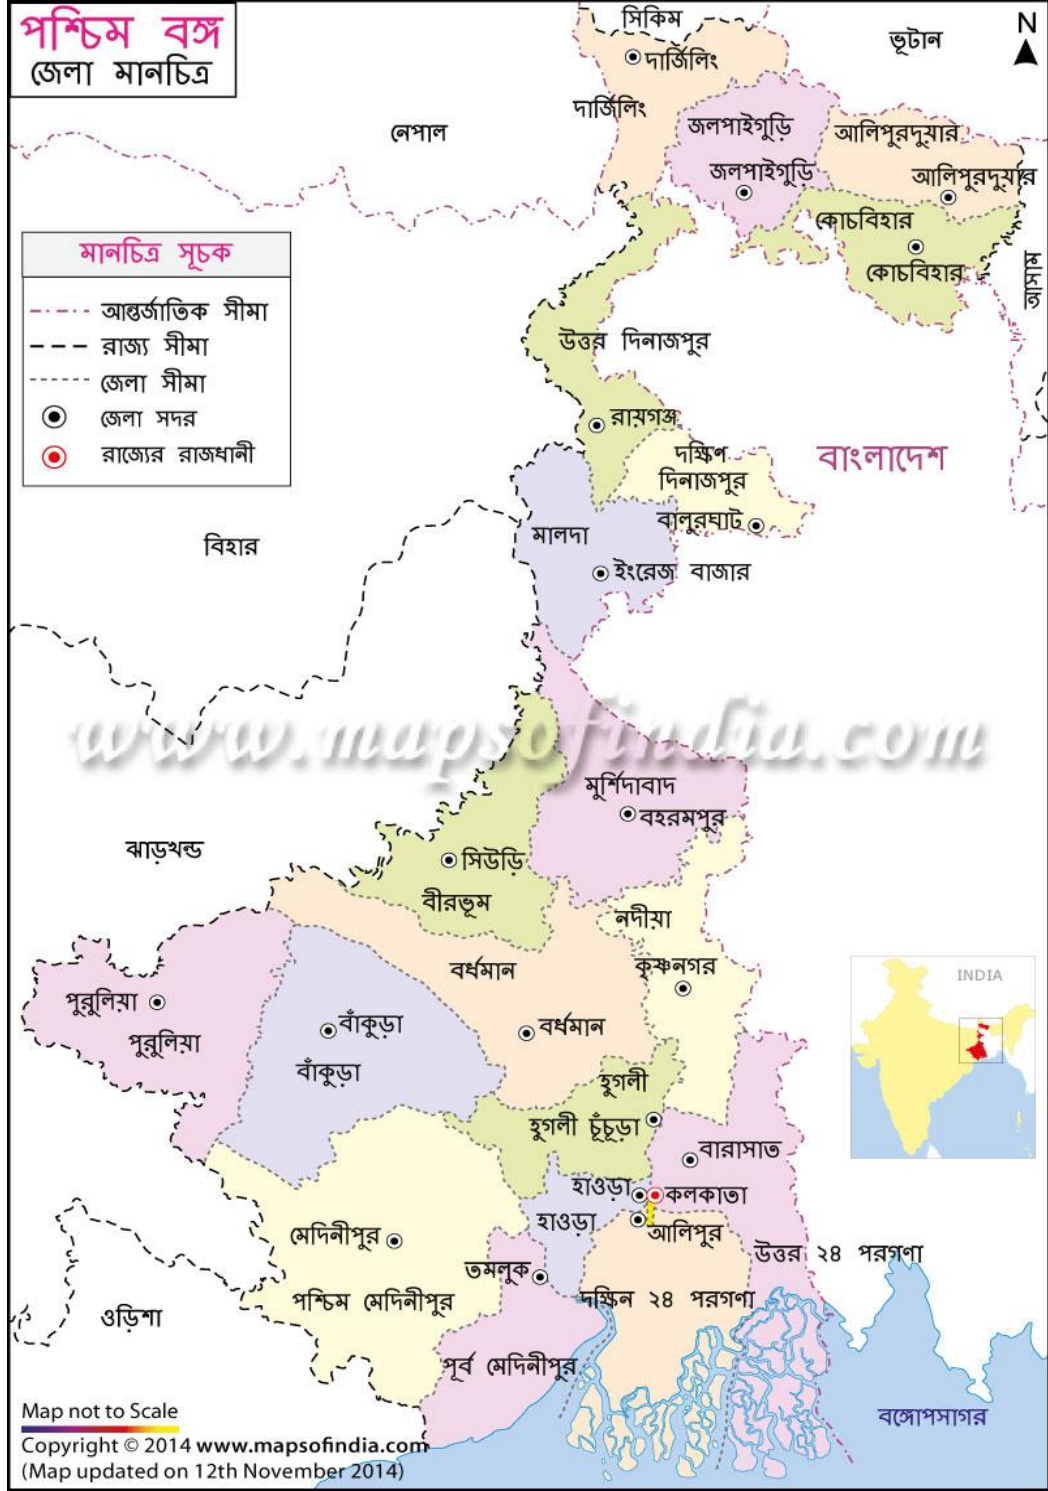 পশ্চিম বঙ্গ
জেলা মানচিত্র
সিকিম
ভূটান
N
দার্জিলিং
দার্জিলিং
নেপাল
জলপাইগুড়ি
আলিপুরদুয়ার
জলপাইগুড়ি
আলিপুরদুয়ার
কোচবিহার
কোচবিহার
আসাম
মানচিত্র সূচক
আন্তর্জাতিক সীমা
রাজ্য সীমা
জেলা সীমা
জেলা সদর
রাজ্যের রাজধানী
উত্তর দিনাজপুর
রায়গঞ্জ
দক্ষিন
দিনাজপুর
বাংলাদেশ
বালুরঘাট
মালদা
বিহার
ইংরেজ বাজার
www.mapsofindia.com
মুর্শিদাবাদ
বহরমপুর
ঝাড়খন্ড
সিউড়ি
বীরভূম
নদীয়া
বর্ধমান
কৃষ্ণনগর
INDIA
পুরুলিয়া
পুরুলিয়া
বাঁকুড়া
বাঁকুড়া
বর্ধমান
হুগলী
হুগলী চূঁচূড়া
বারাসাত
হাওড়া
কলকাতা
হাওড়া
আলিপুর
মেদিনীপুর
উত্তর ২৪ পরগণা
তমলুক
পশ্চিম মেদিনীপুর
দক্ষিন ২৪ পরগণা
ওড়িশা
পূর্ব মেদিনীপুর
বঙ্গোপসাগর
Map not to Scale
Copyright © 2014 www.mapsofindia.com
(Map updated on 12th November 2014)